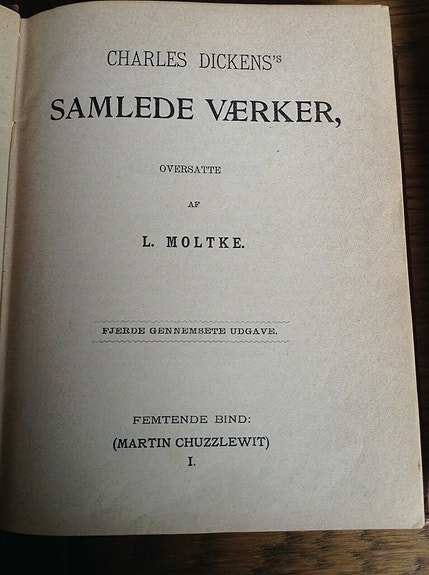 CHARLES DICKENS's
SAMLEDE VÆRKER,
OVERSATTE
AF
L. MOLTKE.
FJERDE GENNEMSETE UDGAVE.
FEMTENDE BIND:
(MARTIN CHUZZLEWIT)
I.